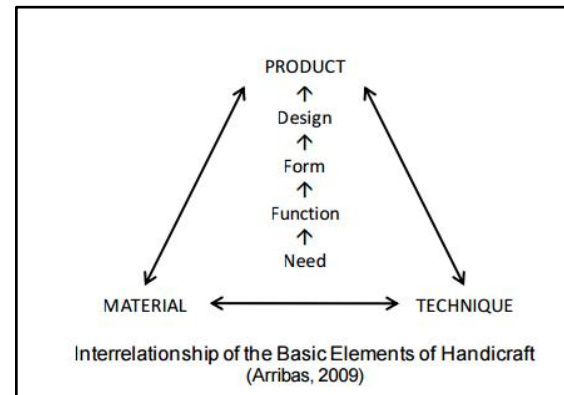 PRODUCT
↑
Design
↑
Form
↑
Function
↑
Need
MATERIAL TECHNIQUE
Interrelationship of the Basic Elements of Handicraft
(Arribas, 2009)